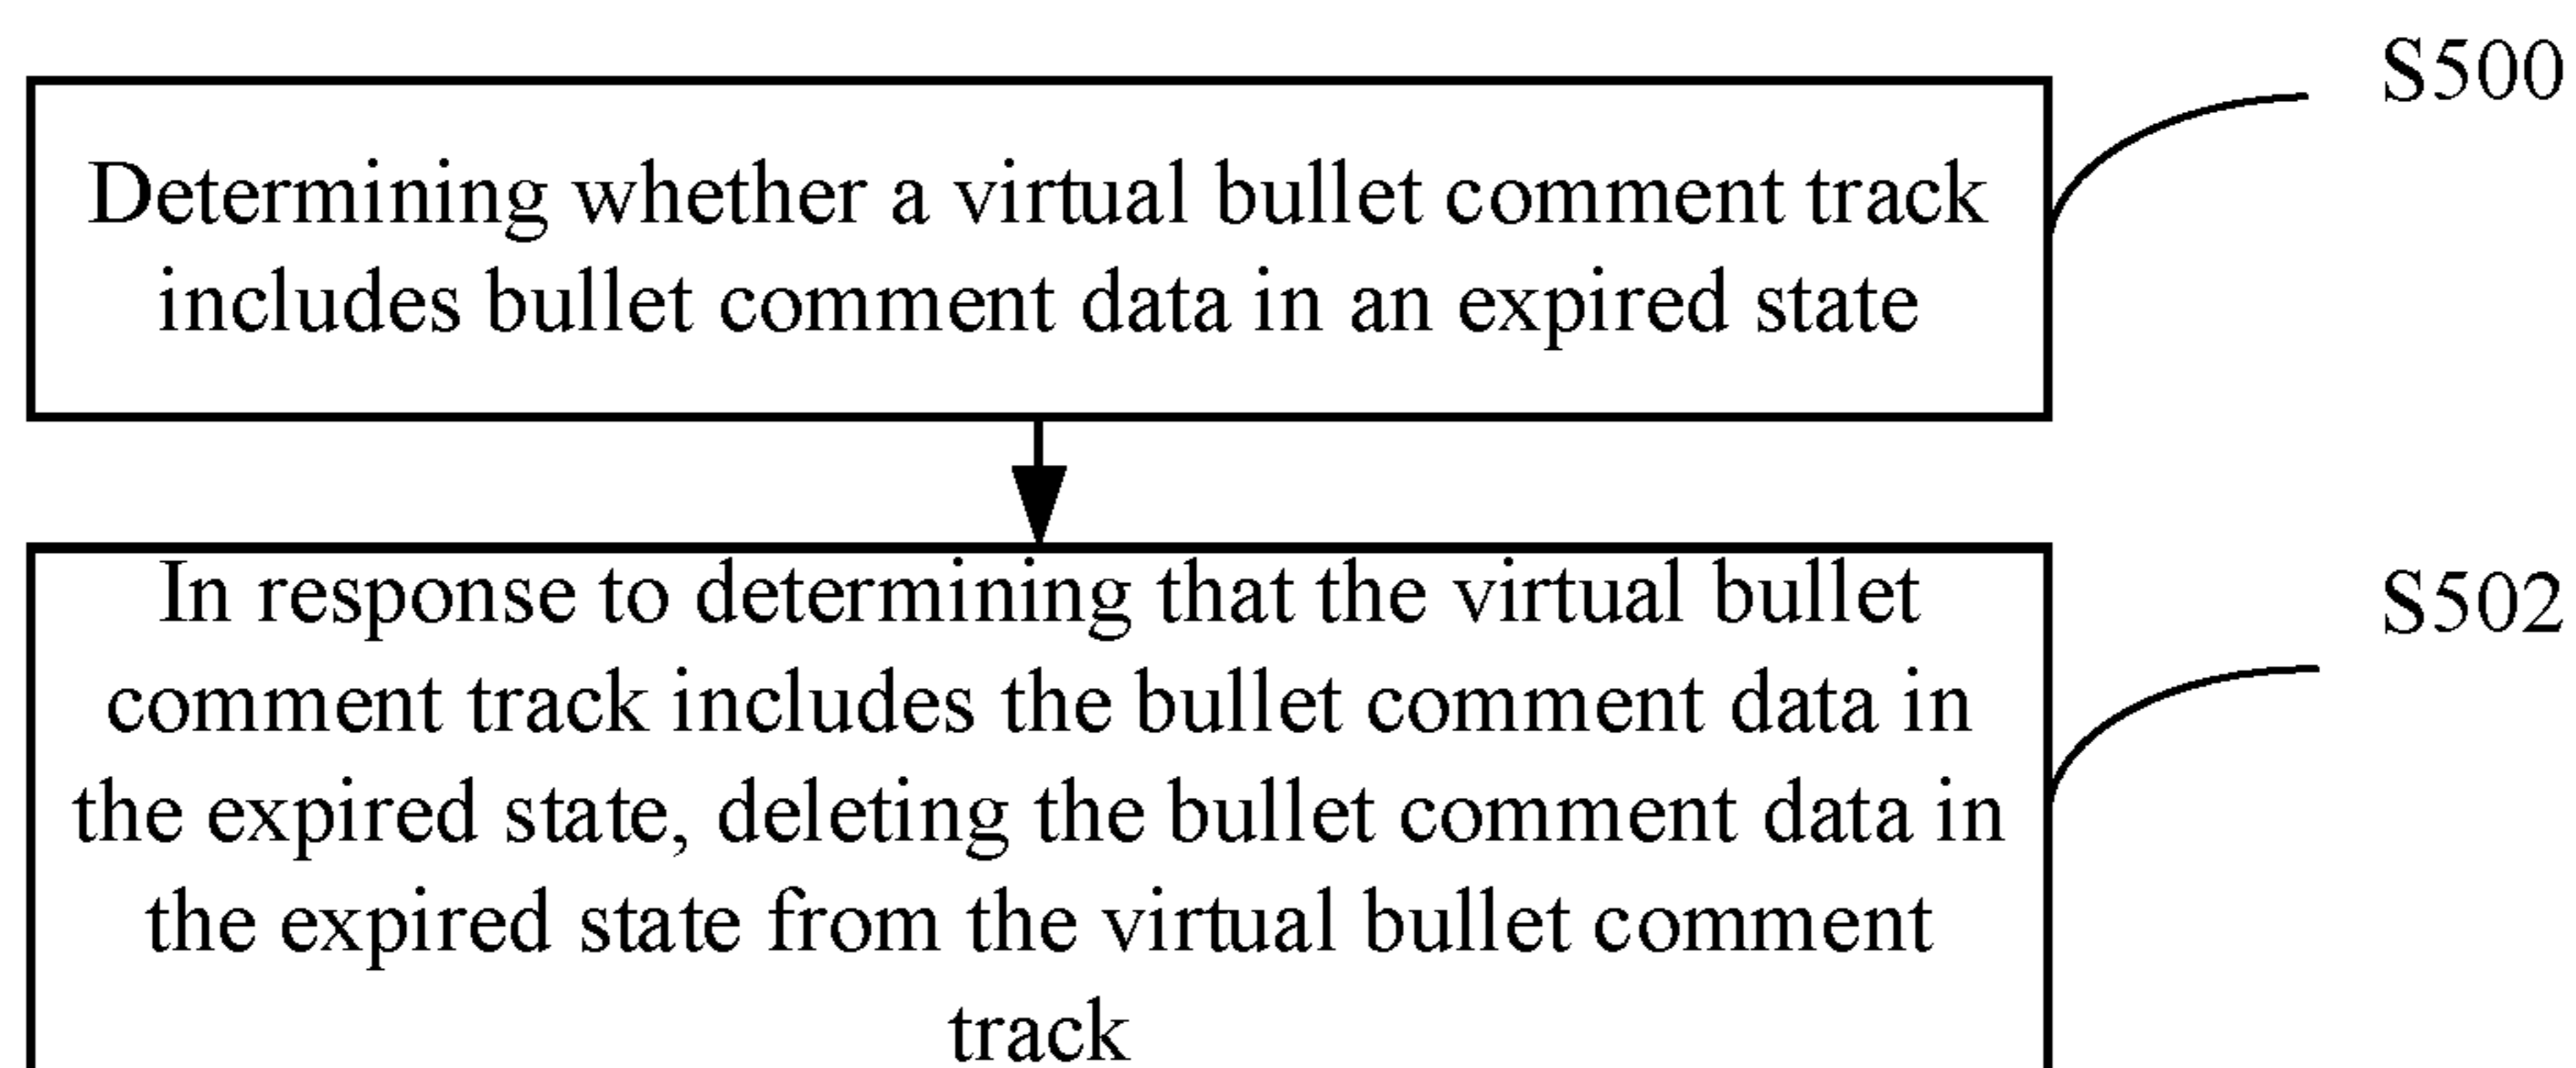 S500
Determining whether a virtual bullet comment track
includes bullet comment data in an expired state
S502
In response to determining that the virtual bullet
comment track includes the bullet comment data in
the expired state, deleting the bullet comment data in
the expired state from the virtual bullet comment
track